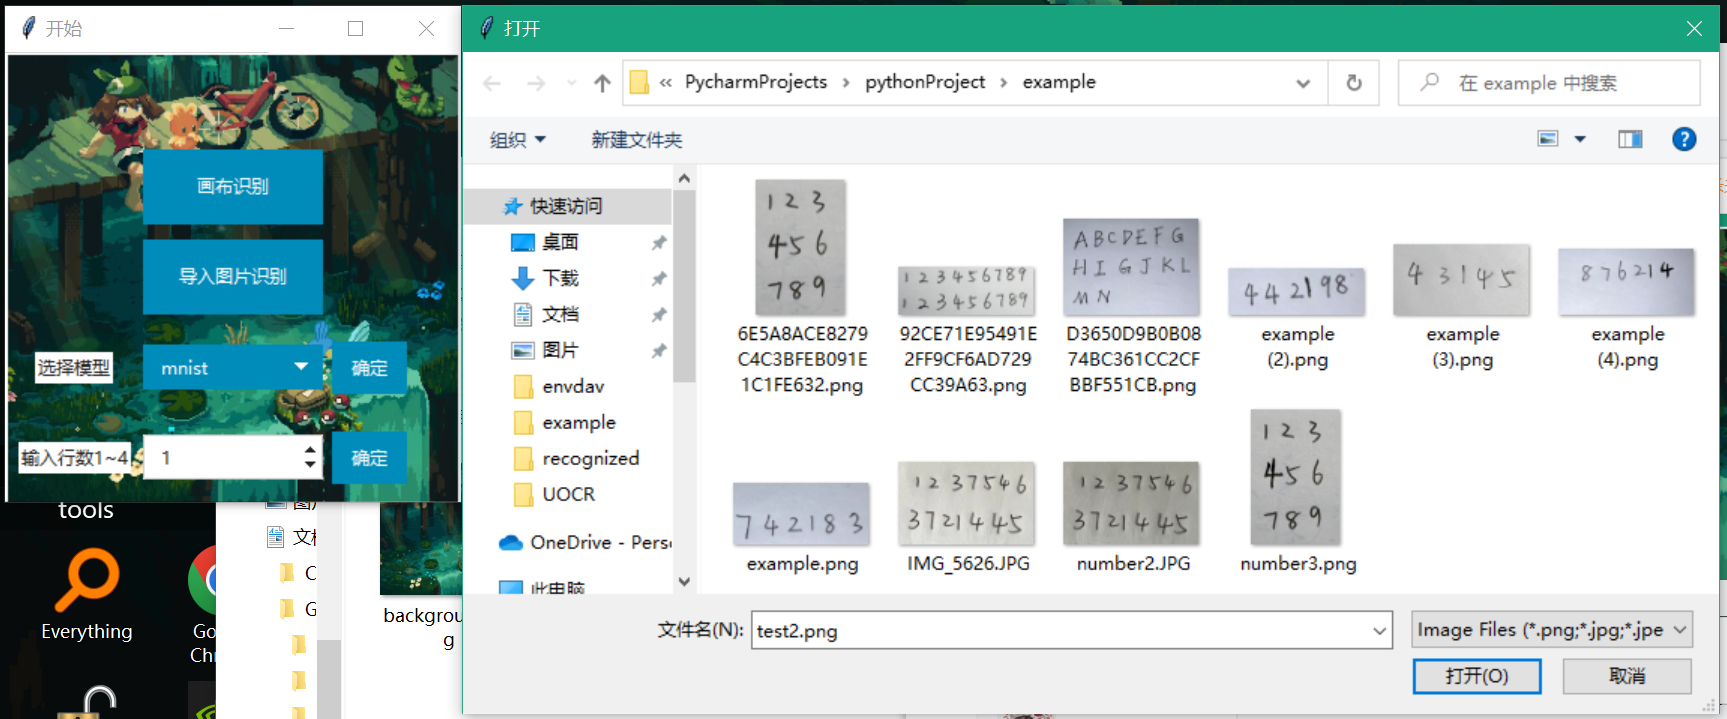 开始
画布识别
导入图片识别
选择模型
mnist
确定
输入行数1~4
1
确定
tools
Everything
打开
« PycharmProjects › pythonProject › example
在 example 中搜索
组织
新建文件夹
快速访问
桌面
下载
文档
图片
envdav
example
recognized
UOCR
OneDrive - Pers
此电脑
1 2 3
4 5 6
7 8 9
6E5A8ACE8279
C4C3BFEB091E
1C1FE632.png
1 2 3 4 5 6 7 8 9
1 2 3 4 5 6 7 8 9
92CE71E95491E
2FF9CF6AD729
CC39A63.png
A B C D E F G
H I G J K L
M N
D3650D9B0B08
74BC361CC2CF
BBF551CB.png
4 4 2 1 9 8
example
(2).png
4 3 1 4 5
example
(3).png
8 7 6 2 1 4
example
(4).png
7 4 2 1 8 3
example.png
1 2 3 7 5 4 6
3 7 2 1 4 4 5
IMG_5626.JPG
1 2 3 7 5 4 6
3 7 2 1 4 4 5
number2.JPG
1 2 3
4 5 6
7 8 9
number3.png
文件名(N):
test2.png
Image Files (*.png;*.jpg;*.jpe
打开(O)
取消
C
G
backgrou
g
Go
Chr